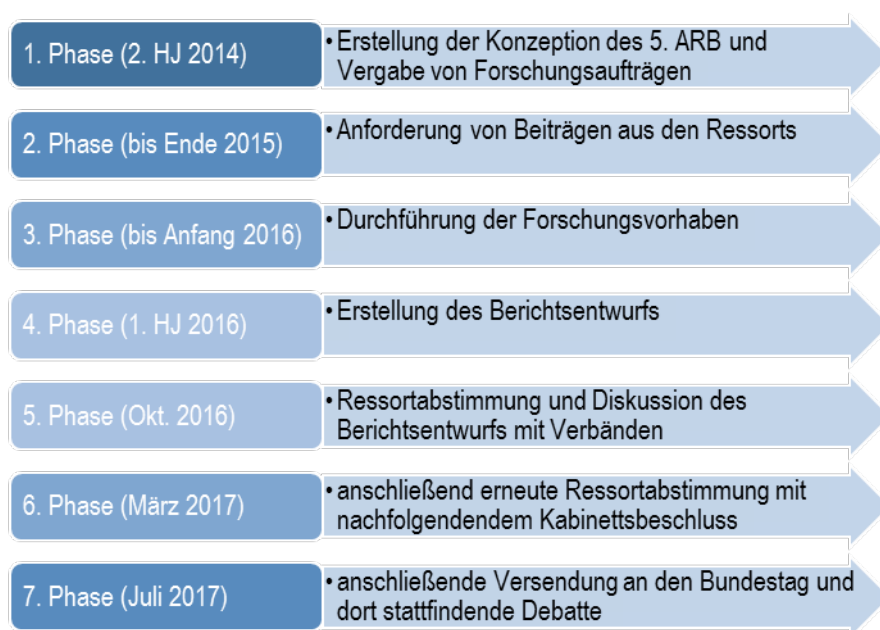 1. Phase (2. HJ 2014)
• Erstellung der Konzeption des 5. ARB und
Vergabe von Forschungsaufträgen
2. Phase (bis Ende 2015)
• Anforderung von Beiträgen aus den Ressorts
3. Phase (bis Anfang 2016)
• Durchführung der Forschungsvorhaben
4. Phase (1. HJ 2016)
• Erstellung des Berichtsentwurfs
5. Phase (Okt. 2016)
• Ressortabstimmung und Diskussion des
Berichtsentwurfs mit Verbänden
6. Phase (März 2017)
• anschließend erneute Ressortabstimmung mit
nachfolgendendem Kabinettsbeschluss
7. Phase (Juli 2017)
• anschließende Versendung an den Bundestag und
dort stattfindende Debatte